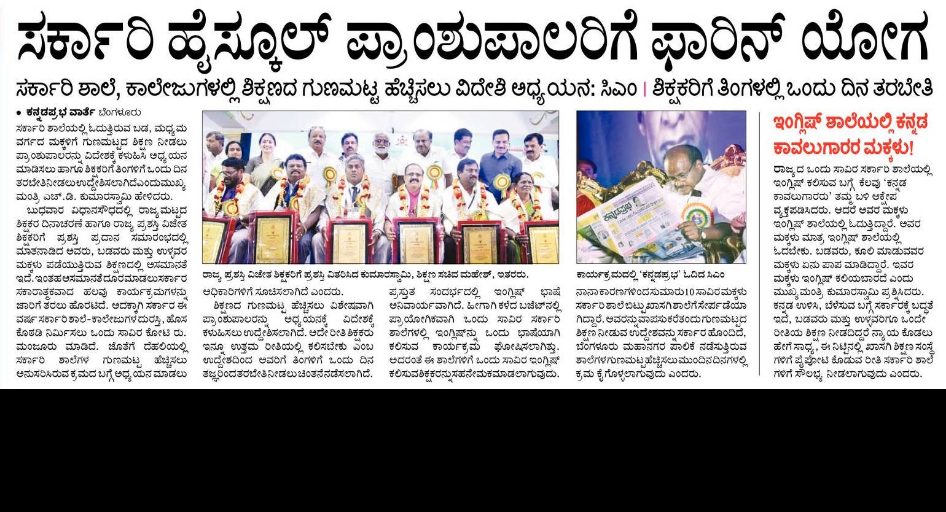 ಸರ್ಕಾರಿ ಹೈಸ್ಕೂಲ್ ಪ್ರಾಂಶುಪಾಲರಿಗೆ ಫಾರಿನ್ ಯೋಗ
ಸರ್ಕಾರಿ ಶಾಲೆ, ಕಾಲೇಜುಗಳಲ್ಲಿ ಶಿಕ್ಷಣದ ಗುಣಮಟ್ಟ ಹೆಚ್ಚಿಸಲು ವಿದೇಶಿ ಅಧ್ಯಯನ: ಸಿಎಂ | ಶಿಕ್ಷಕರಿಗೆ ತಿಂಗಳಲ್ಲಿ ಒಂದು ದಿನ ತರಬೇತಿ
• ಕನ್ನಡಪ್ರಭ ವಾರ್ತೆ ಬೆಂಗಳೂರು
ಸರ್ಕಾರಿ ಶಾಲೆಯಲ್ಲಿ ಓದುತ್ತಿರುವ ಬಡ, ಮಧ್ಯಮ
ವರ್ಗದ ಮಕ್ಕಳಿಗೆ ಗುಣಮಟ್ಟದ ಶಿಕ್ಷಣ ನೀಡಲು
ಪ್ರಾಂಶುಪಾಲರನ್ನು ವಿದೇಶಕ್ಕೆ ಕಳುಹಿಸಿ ಅಧ್ಯಯನ
ಮಾಡಿಸಲು ಹಾಗೂ ಶಿಕ್ಷಕರಿಗೆ ತಿಂಗಳಿಗೆ ಒಂದು ದಿನ
ತರಬೇತಿ ನೀಡಲು ಉದ್ದೇಶಿಸಲಾಗಿದೆ ಎಂದು ಮುಖ್ಯ
ಮಂತ್ರಿ ಎಚ್.ಡಿ. ಕುಮಾರಸ್ವಾಮಿ ಹೇಳಿದರು.
ಬುಧವಾರ ವಿಧಾನಸೌಧದಲ್ಲಿ ರಾಜ್ಯ ಮಟ್ಟದ
ಶಿಕ್ಷಕರ ದಿನಾಚರಣೆ ಹಾಗೂ ರಾಜ್ಯ ಪ್ರಶಸ್ತಿ ವಿಜೇತ
ಶಿಕ್ಷಕರಿಗೆ ಪ್ರಶಸ್ತಿ ಪ್ರದಾನ ಸಮಾರಂಭದಲ್ಲಿ
ಮಾತನಾಡಿದ ಅವರು, ಬಡವರು ಮತ್ತು ಉಳ್ಳವರ
ಮಕ್ಕಳು ಪಡೆಯುತ್ತಿರುವ ಶಿಕ್ಷಣದಲ್ಲಿ ಅಸಮಾನತೆ
ಇದೆ. ಇಂತಹ ಅಸಮಾನತೆ ದೂರ ಮಾಡಲು ಸರ್ಕಾರ
ಸಕಾರಾತ್ಮಕವಾದ ಹಲವು ಕಾರ್ಯಕ್ರಮಗಳನ್ನು
ಜಾರಿಗೆ ತರಲು ಹೊರಟಿದೆ. ಅದಕ್ಕಾಗಿ ಸರ್ಕಾರ ಈ
ವರ್ಷ ಸರ್ಕಾರಿ ಶಾಲೆ-ಕಾಲೇಜುಗಳ ದುರಸ್ತಿ, ಹೊಸ
ಕೊಠಡಿ ನಿರ್ಮಿಸಲು ಒಂದು ಸಾವಿರ ಕೋಟಿ ರು.
ಮಂಜೂರು ಮಾಡಿದೆ. ಜೊತೆಗೆ ದೆಹಲಿಯಲ್ಲಿ
ಸರ್ಕಾರಿ ಶಾಲೆಗಳ ಗುಣಮಟ್ಟ ಹೆಚ್ಚಿಸಲು
ಅನುಸರಿಸಿರುವ ಕ್ರಮದ ಬಗ್ಗೆ ಅಧ್ಯಯನ ಮಾಡಲು
ರಾಜ್ಯ ಪ್ರಶಸ್ತಿ ವಿಜೇತ ಶಿಕ್ಷಕರಿಗೆ ಪ್ರಶಸ್ತಿ ವಿತರಿಸಿದ ಕುಮಾರಸ್ವಾಮಿ, ಶಿಕ್ಷಣ ಸಚಿವ ಮಹೇಶ್, ಇತರರು.
ಅಧಿಕಾರಿಗಳಿಗೆ ಸೂಚಿಸಲಾಗಿದೆ ಎಂದರು.
ಶಿಕ್ಷಣದ ಗುಣಮಟ್ಟ ಹೆಚ್ಚಿಸಲು ವಿಶೇಷವಾಗಿ
ಪ್ರಾಂಶುಪಾಲರನ್ನು ಅಧ್ಯಯನಕ್ಕೆ ವಿದೇಶಕ್ಕೆ
ಕಳುಹಿಸಲು ಉದ್ದೇಶಿಸಲಾಗಿದೆ. ಅದೇ ರೀತಿ ಶಿಕ್ಷಕರು
ಇನ್ನೂ ಉತ್ತಮ ರೀತಿಯಲ್ಲಿ ಕಲಿಸಬೇಕು ಎಂಬ
ಉದ್ದೇಶದಿಂದ ಅವರಿಗೆ ತಿಂಗಳಿಗೆ ಒಂದು ದಿನ
ತಜ್ಞರಿಂದ ತರಬೇತಿ ನೀಡಲು ಚಿಂತನೆ ನಡೆಸಲಾಗಿದೆ.
ಪ್ರಸ್ತುತ ಸಂದರ್ಭದಲ್ಲಿ ಇಂಗ್ಲಿಷ್ ಭಾಷೆ
ಅನಿವಾರ್ಯವಾಗಿದೆ. ಹೀಗಾಗಿ ಕಳೆದ ಬಜೆಟ್‌ನಲ್ಲಿ
ಪ್ರಾಯೋಗಿಕವಾಗಿ ಒಂದು ಸಾವಿರ ಸರ್ಕಾರಿ
ಶಾಲೆಗಳಲ್ಲಿ ಇಂಗ್ಲಿಷ್‌ನ್ನು ಒಂದು ಭಾಷೆಯಾಗಿ
ಕಲಿಸುವ ಕಾರ್ಯಕ್ರಮ ಘೋಷಿಸಲಾಗಿತ್ತು.
ಅದರಂತೆ ಈ ಶಾಲೆಗಳಿಗೆ ಒಂದು ಸಾವಿರ ಇಂಗ್ಲಿಷ್
ಕಲಿಸುವ ಶಿಕ್ಷಕರನ್ನು ಸಹ ನೇಮಕ ಮಾಡಲಾಗುವುದು.
ಕಾರ್ಯಕ್ರಮದಲ್ಲಿ 'ಕನ್ನಡಪ್ರಭ' ಓದಿದ ಸಿಎಂ
ನಾನಾ ಕಾರಣಗಳಿಂದ ಸುಮಾರು 10 ಸಾವಿರ ಮಕ್ಕಳು
ಸರ್ಕಾರಿ ಶಾಲೆ ಬಿಟ್ಟು ಖಾಸಗಿ ಶಾಲೆಗೆ ಸೇರ್ಪಡೆಯಾ
ಗಿದ್ದಾರೆ. ಅವರನ್ನು ವಾಪಸು ಕರೆತಂದು ಗುಣಮಟ್ಟದ
ಶಿಕ್ಷಣ ನೀಡುವ ಉದ್ದೇಶವನ್ನು ಸರ್ಕಾರ ಹೊಂದಿದೆ,
ಬೆಂಗಳೂರು ಮಹಾನಗರ ಪಾಲಿಕೆ ನಡೆಸುತ್ತಿರುವ
ಶಾಲೆಗಳ ಗುಣಮಟ್ಟ ಹೆಚ್ಚಿಸಲು ಮುಂದಿನ ದಿನಗಳಲ್ಲಿ
ಕ್ರಮ ಕೈಗೊಳ್ಳಲಾಗುವುದು ಎಂದರು.
ಇಂಗ್ಲಿಷ್ ಶಾಲೆಯಲ್ಲಿ ಕನ್ನಡ
ಕಾವಲುಗಾರರ ಮಕ್ಕಳು!
ರಾಜ್ಯದ ಒಂದು ಸಾವಿರ ಸರ್ಕಾರಿ ಶಾಲೆಯಲ್ಲಿ
ಇಂಗ್ಲಿಷ್ ಕಲಿಸುವ ಬಗ್ಗೆ ಕೆಲವು 'ಕನ್ನಡ
ಕಾವಲುಗಾರರು' ತಮ್ಮ ಬಳಿ ಆಕ್ಷೇಪ
ವ್ಯಕ್ತಪಡಿಸಿದರು. ಆದರೆ ಅವರ ಮಕ್ಕಳು
ಇಂಗ್ಲಿಷ್ ಶಾಲೆಯಲ್ಲಿ ಓದುತ್ತಿದ್ದಾರೆ. ಅವರ
ಮಕ್ಕಳು ಮಾತ್ರ ಇಂಗ್ಲಿಷ್ ಶಾಲೆಯಲ್ಲಿ
ಓದಬೇಕು. ಬಡವರು, ಕೂಲಿ ಮಾಡುವವರ
ಮಕ್ಕಳು ಏನು ಪಾಪ ಮಾಡಿದ್ದಾರೆ. ಇವರ
ಮಕ್ಕಳು ಇಂಗ್ಲಿಷ್ ಕಲಿಯಬಾರದೆ ಎಂದು
ಮುಖ್ಯಮಂತ್ರಿ ಕುಮಾರಸ್ವಾಮಿ ಪ್ರಶ್ನಿಸಿದರು.
ಕನ್ನಡ ಉಳಿಸಿ, ಬೆಳೆಸುವ ಬಗ್ಗೆ ಸರ್ಕಾರಕ್ಕೆ ಬದ್ಧತೆ
ಇದೆ, ಬಡವರು ಮತ್ತು ಉಳ್ಳವರಿಗೂ ಒಂದೇ
ರೀತಿಯ ಶಿಕ್ಷಣ ನೀಡದಿದ್ದರೆ ನ್ಯಾಯ ಕೊಡಲು
ಹೇಗೆ ಸಾಧ್ಯ, ಈ ನಿಟ್ಟಿನಲ್ಲಿ ಖಾಸಗಿ ಶಿಕ್ಷಣ ಸಂಸ್ಥೆ
ಗಳಿಗೆ ಪೈಪೋಟಿ ಕೊಡುವ ರೀತಿ ಸರ್ಕಾರಿ ಶಾಲೆ
ಗಳಿಗೆ ಸೌಲಭ್ಯ ನೀಡಲಾಗುವುದು ಎಂದರು.